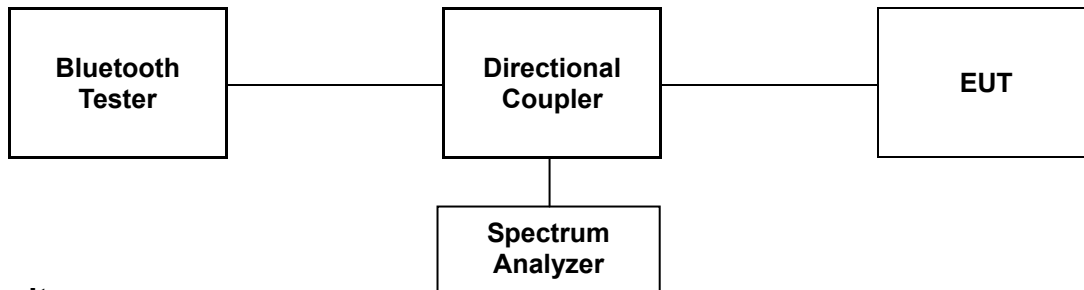 Bluetooth
Tester
Directional
Coupler
EUT
Spectrum
Analyzer